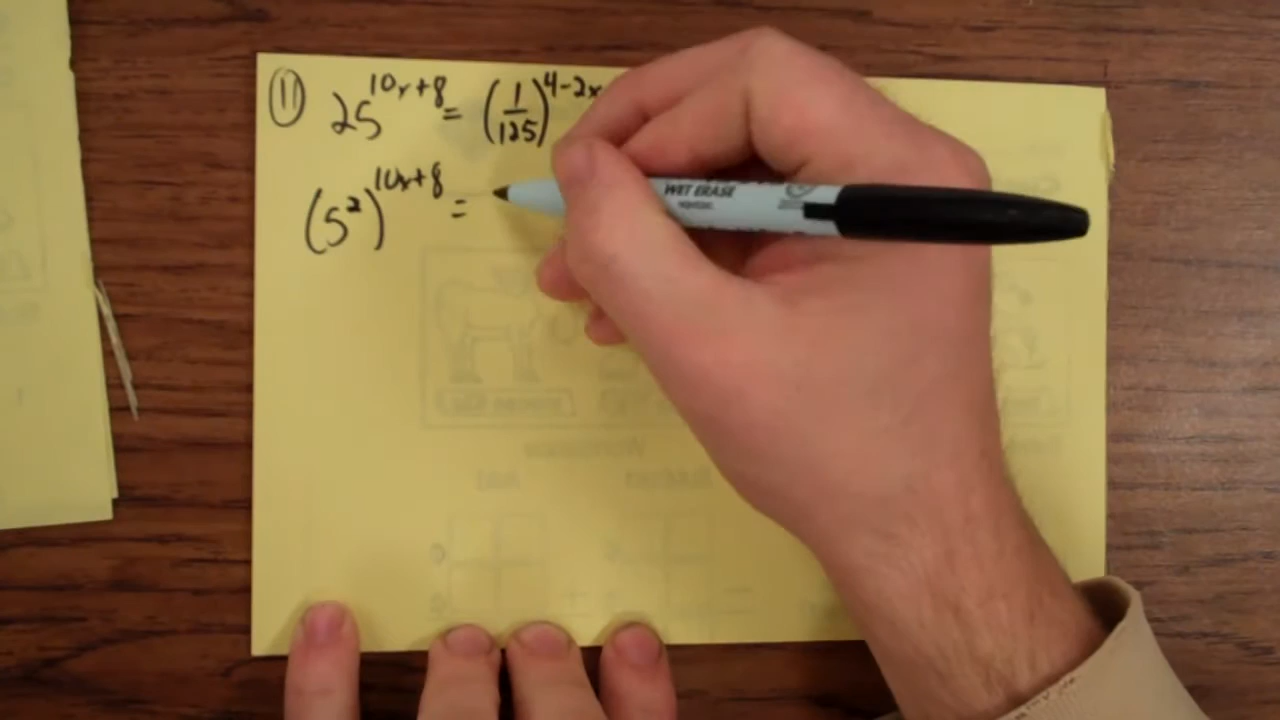 ⑪ 25^(10x+8) = (1/125)^(4-2x
(5²)^(10x+8) =
WET ERASE